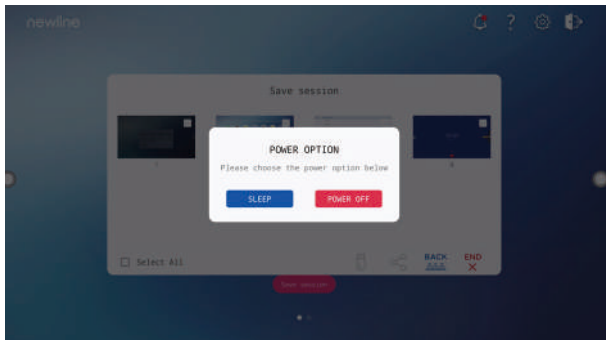 newline
?
Save session
POWER OPTION
Please choose the power option below
SLEEP
POWER OFF
Select All
BACK
END
Save session